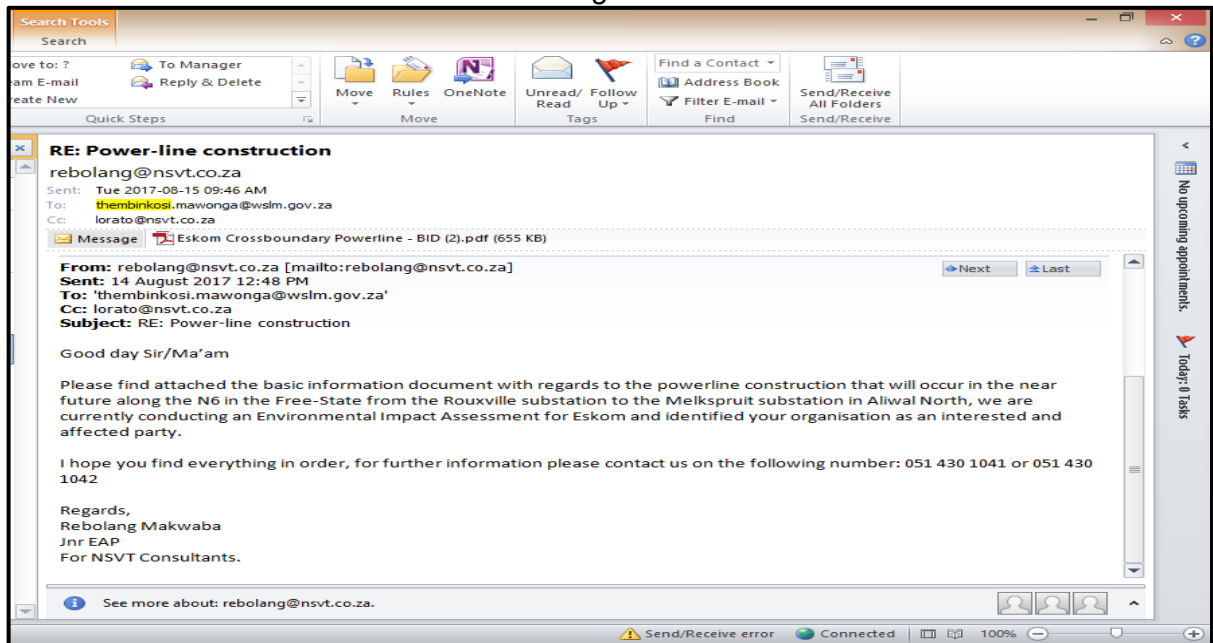 Search Tools
Search
ove to: ?
To Manager
am E-mail
Reply & Delete
eate New
Quick Steps
Move
Rules
OneNote
Move
Unread/ Read
Follow Up
Tags
Find a Contact
Address Book
Filter E-mail
Find
Send/Receive All Folders
Send/Receive
RE: Power-line construction
rebolang@nsvt.co.za
Sent: Tue 2017-08-15 09:46 AM
To: thembinkosi.mawonga@wslm.gov.za
Cc: lorato@nsvt.co.za
Message Eskom Crossboundary Powerline - BID (2).pdf (655 KB)
From: rebolang@nsvt.co.za [mailto:rebolang@nsvt.co.za]
Next Last
Sent: 14 August 2017 12:48 PM
To: 'thembinkosi.mawonga@wslm.gov.za'
Cc: lorato@nsvt.co.za
Subject: RE: Power-line construction
Good day Sir/Ma'am
Please find attached the basic information document with regards to the powerline construction that will occur in the near
future along the N6 in the Free-State from the Rouxville substation to the Melkspruit substation in Aliwal North, we are
currently conducting an Environmental Impact Assessment for Eskom and identified your organisation as an interested and
affected party.
I hope you find everything in order, for further information please contact us on the following number: 051 430 1041 or 051 430
1042
Regards,
Rebolang Makwaba
Jnr EAP
For NSVT Consultants.
See more about: rebolang@nsvt.co.za.
No upcoming appointments.
Today: 0 Tasks
Send/Receive error Connected 100%